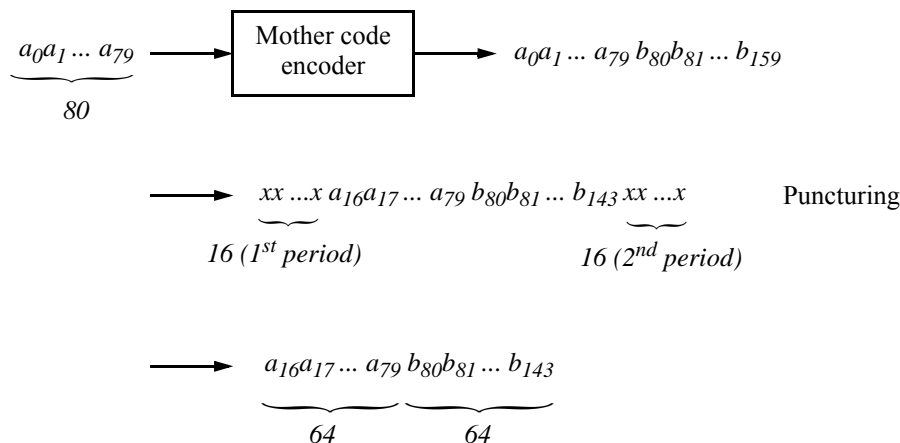 a₀a₁ ... a₇₉ Mother code encoder a₀a₁ ... a₇₉ b₈₀b₈₁ ... b₁₅₉
80
xx ...x a₁₆a₁₇ ... a₇₉ b₈₀b₈₁ ... b₁₄₃ xx ...x Puncturing
16 (1ˢᵗ period) 16 (2ⁿᵈ period)
a₁₆a₁₇ ... a₇₉ b₈₀b₈₁ ... b₁₄₃
64 64